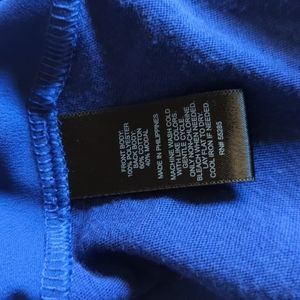 FRONT BODY:
100% POLYESTER
BACK BODY:
60% COTTON
40% MODAL
MADE IN PHILIPPINES
MACHINE WASH COLD
WITH LIKE COLORS.
GENTLE CYCLE.
ONLY NON-CHLORINE
BLEACH WHEN NEEDED.
LAY FLAT TO DRY.
COOL IRON IF NEEDED.
RN# 55285